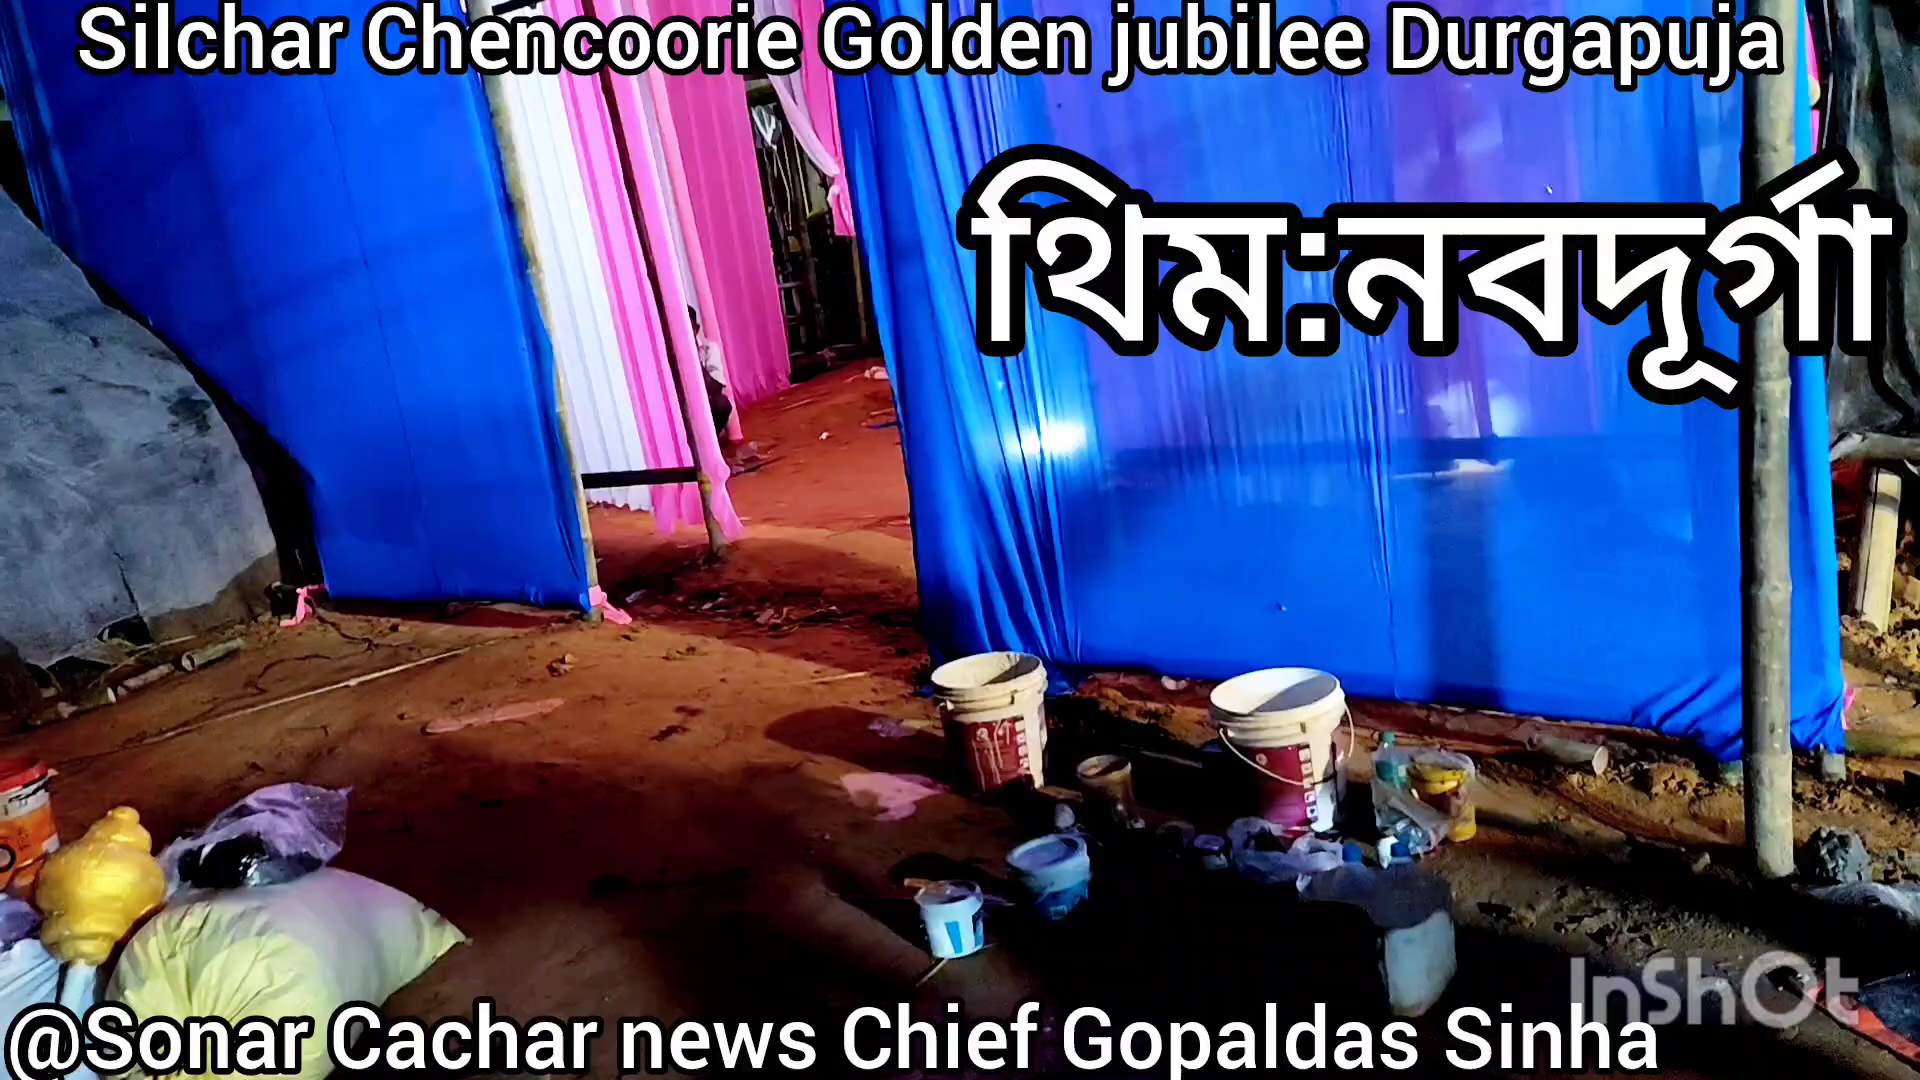 Silchar Chencoorie Golden jubilee Durgapuja
থিম:নবদূর্গা
InShOt
@Sonar Cachar news Chief Gopaldas Sinha